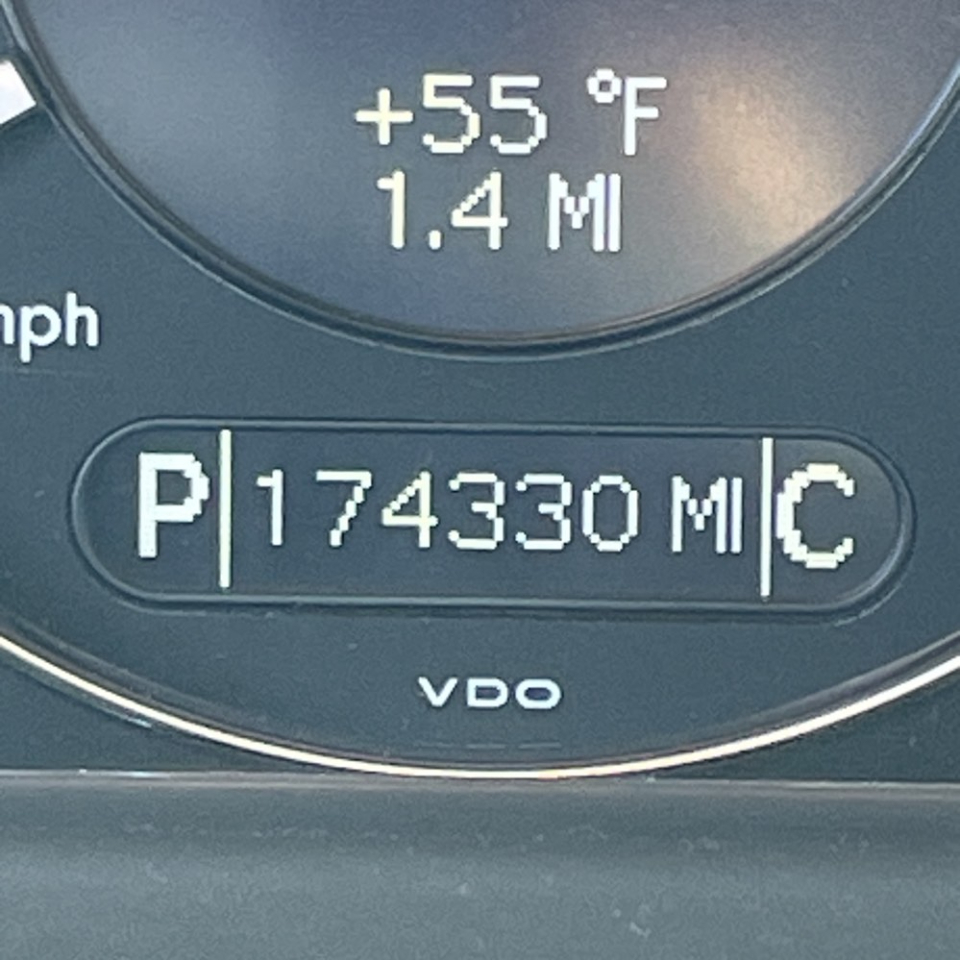 +55 °F
1.4 MI
mph
P 174330 MI C
VDO